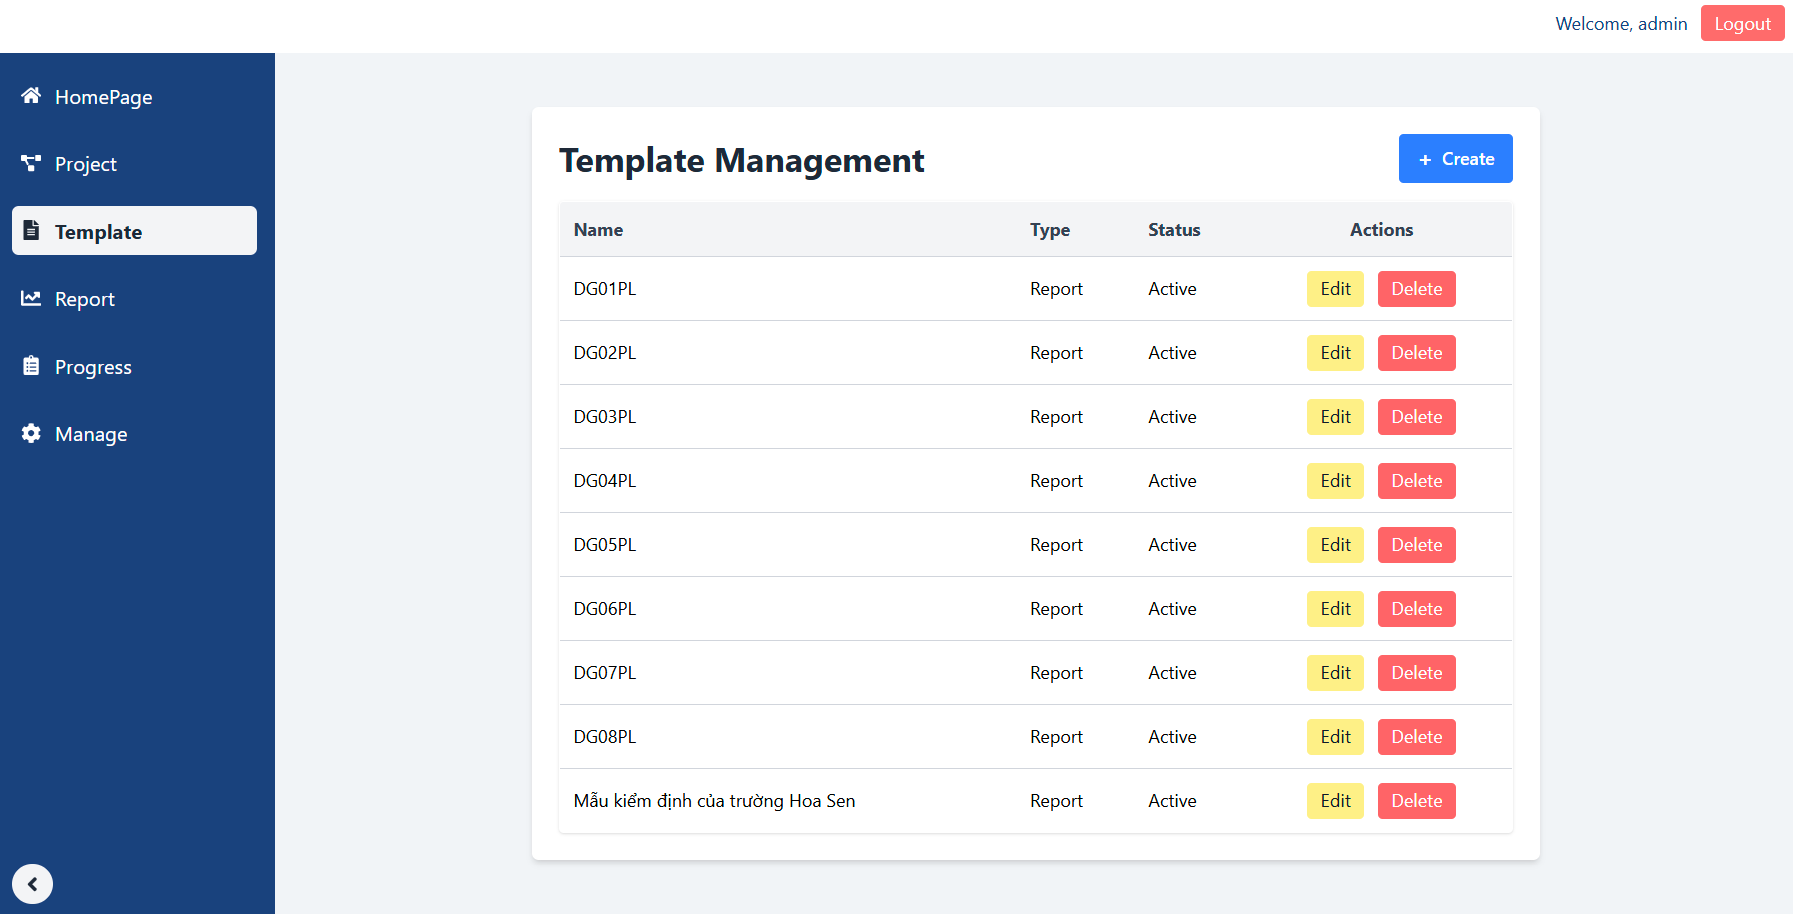 Welcome, admin Logout
HomePage
Project
Template
Report
Progress
Manage
Template Management
+ Create
Name Type Status Actions
DG01PL Report Active Edit Delete
DG02PL Report Active Edit Delete
DG03PL Report Active Edit Delete
DG04PL Report Active Edit Delete
DG05PL Report Active Edit Delete
DG06PL Report Active Edit Delete
DG07PL Report Active Edit Delete
DG08PL Report Active Edit Delete
Mẫu kiểm định của trường Hoa Sen Report Active Edit Delete